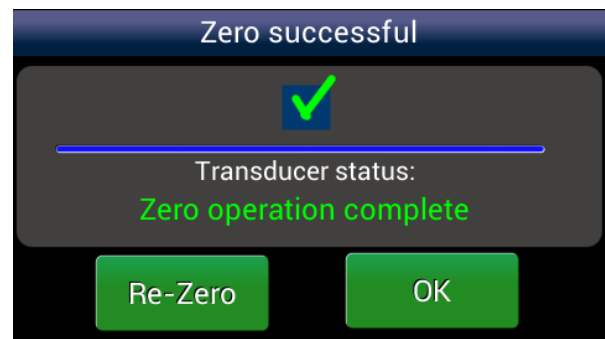 Zero successful
Transducer status:
Zero operation complete
Re-Zero
OK